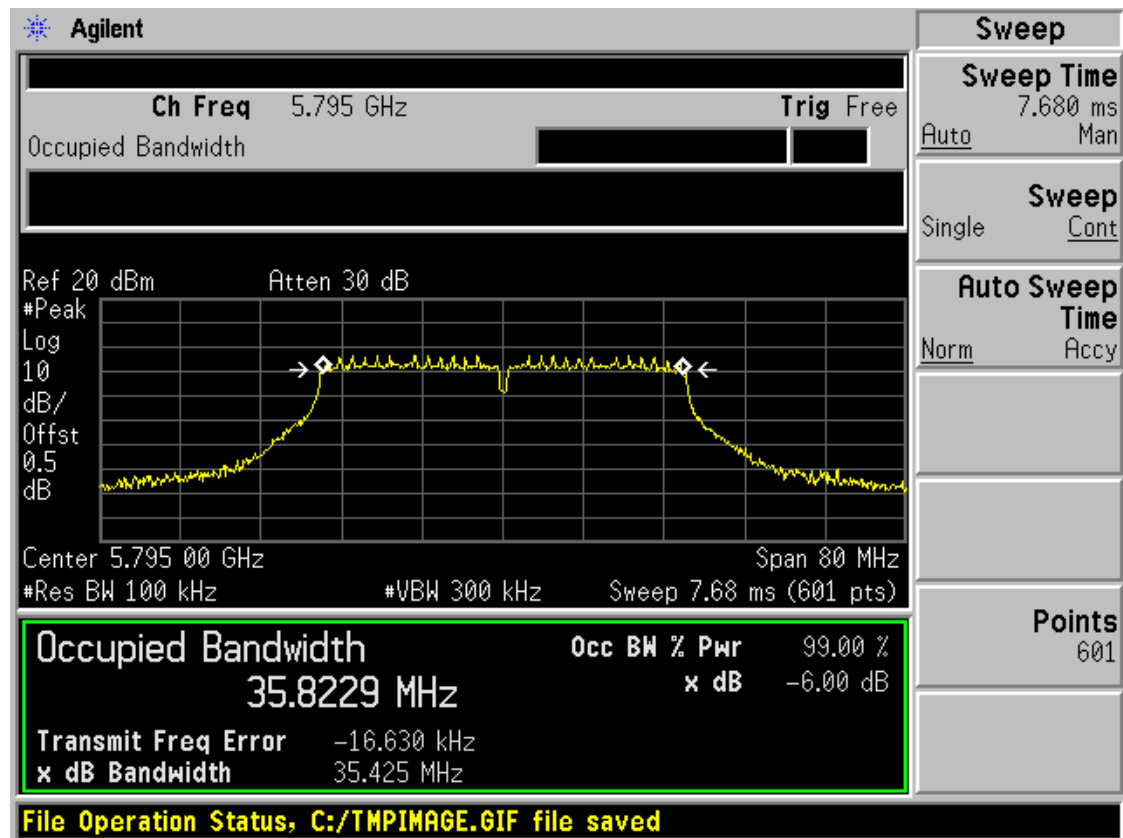 Agilent
Sweep
Ch Freq 5.795 GHz Trig Free
Occupied Bandwidth
Sweep Time
7.680 ms
Auto Man
Sweep
Single Cont
Auto Sweep
Time
Norm Accy
Points
601
Ref 20 dBm Atten 30 dB
#Peak
Log
10
dB/
Offst
0.5
dB
Center 5.795 00 GHz Span 80 MHz
#Res BW 100 kHz #VBW 300 kHz Sweep 7.68 ms (601 pts)
Occupied Bandwidth
35.8229 MHz
Occ BW % Pwr 99.00 %
x dB -6.00 dB
Transmit Freq Error -16.630 kHz
x dB Bandwidth 35.425 MHz
File Operation Status, C:/TMPIMAGE.GIF file saved